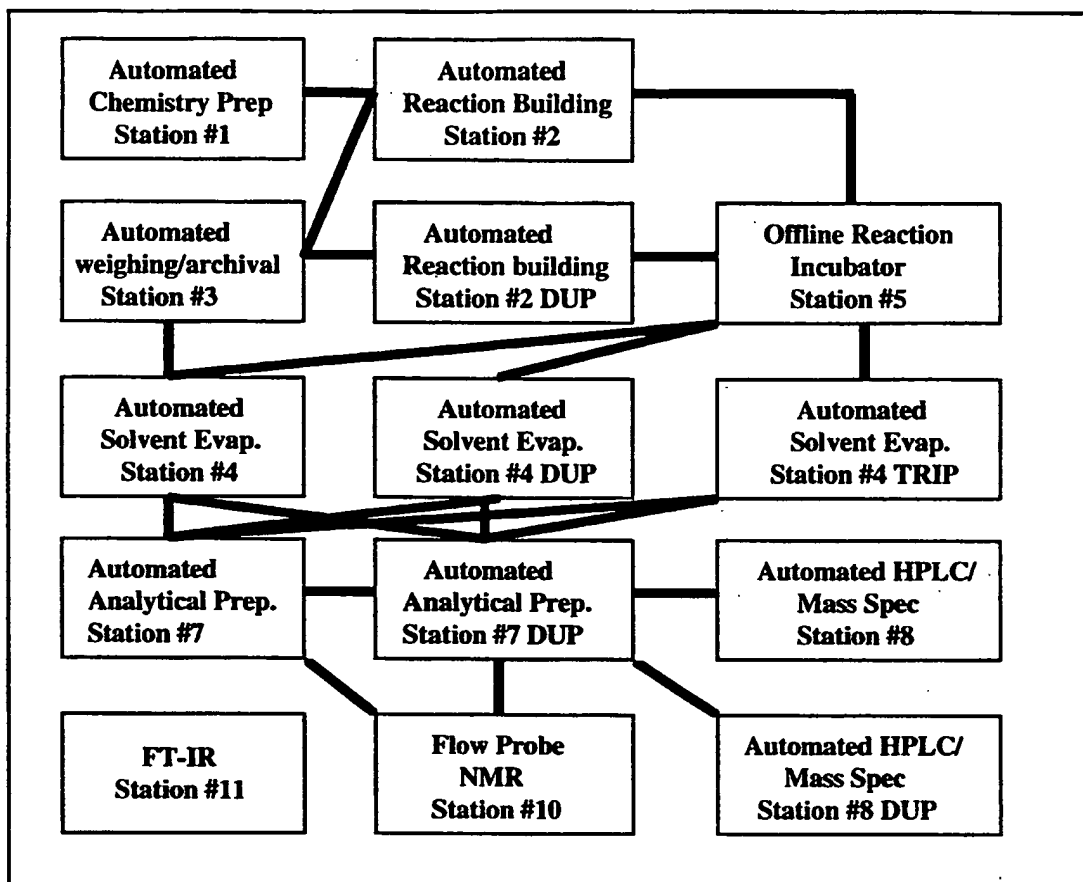 Automated
Chemistry Prep
Station #1
Automated
Reaction Building
Station #2
Automated
weighing/archival
Station #3
Automated
Reaction building
Station #2 DUP
Offline Reaction
Incubator
Station #5
Automated
Solvent Evap.
Station #4
Automated
Solvent Evap.
Station #4 DUP
Automated
Solvent Evap.
Station #4 TRIP
Automated
Analytical Prep.
Station #7
Automated
Analytical Prep.
Station #7 DUP
Automated HPLC/
Mass Spec
Station #8
FT-IR
Station #11
Flow Probe
NMR
Station #10
Automated HPLC/
Mass Spec
Station #8 DUP